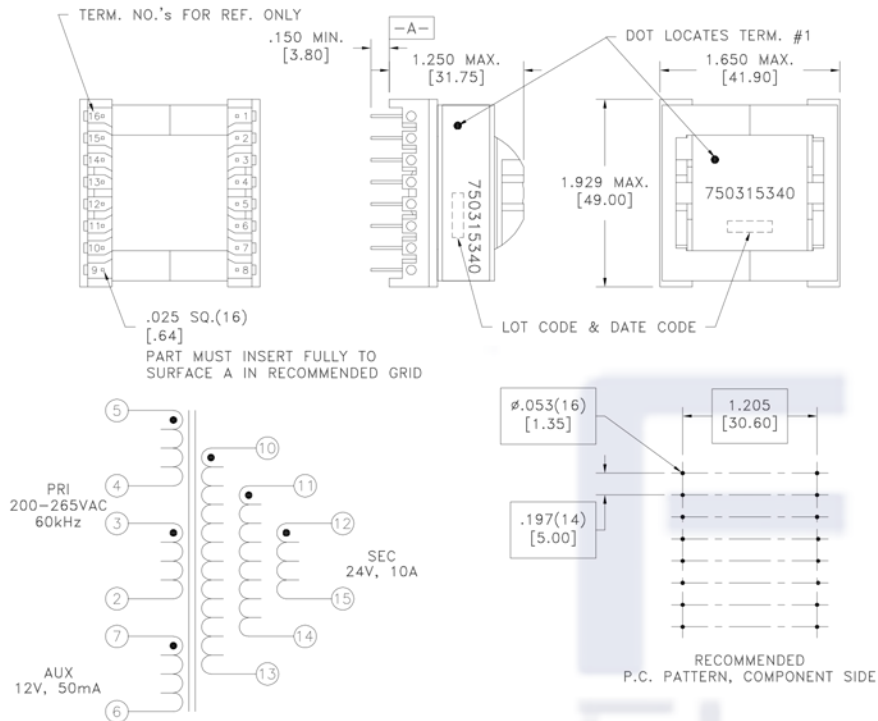 TERM. NO.'s FOR REF. ONLY
.150 MIN.
[3.80]
-A-
1.250 MAX.
[31.75]
DOT LOCATES TERM. #1
1.650 MAX.
[41.90]
16
15
14
13
12
11
10
9
1
2
3
4
5
6
7
8
750315340
1.929 MAX.
[49.00]
750315340
.025 SQ.(16)
[.64]
PART MUST INSERT FULLY TO
SURFACE A IN RECOMMENDED GRID
LOT CODE & DATE CODE
5
4
PRI
200-265VAC
60kHz
3
2
7
AUX
12V, 50mA
6
10
11
12
SEC
24V, 10A
15
14
13
ø.053(16)
[1.35]
1.205
[30.60]
.197(14)
[5.00]
RECOMMENDED
P.C. PATTERN, COMPONENT SIDE